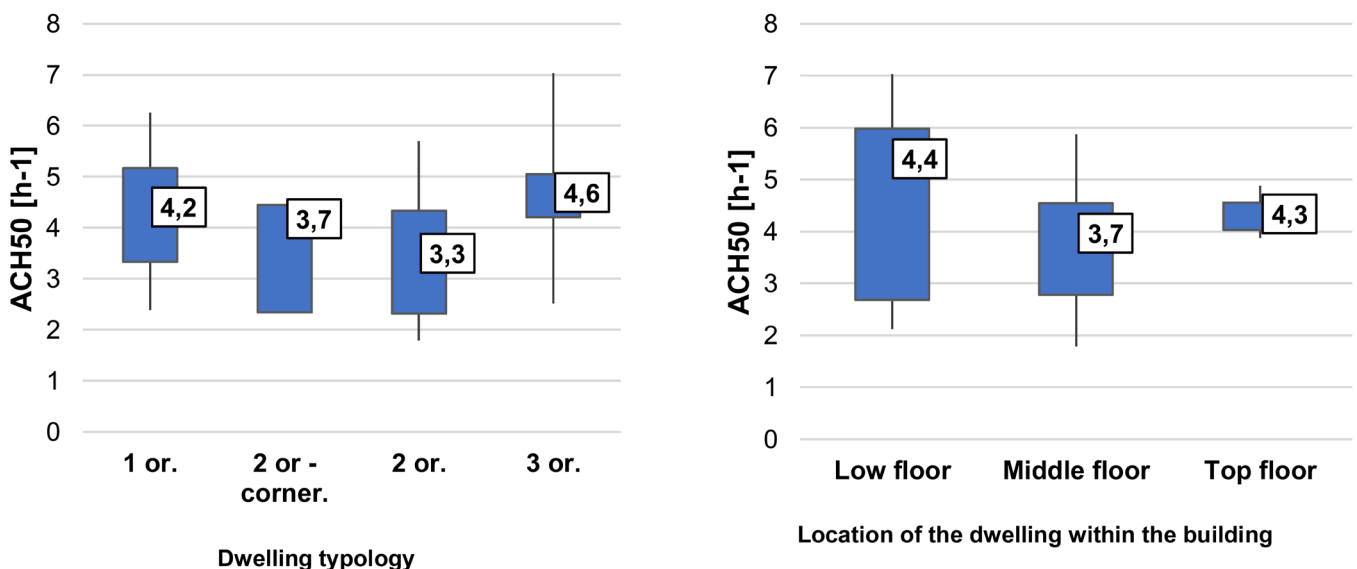 ACH50 [h-1]
8
7
6
5
4
3
2
1
0
4,2
3,7
3,3
4,6
1 or.
2 or -
corner.
2 or.
3 or.
Dwelling typology
ACH50 [h-1]
8
7
6
5
4
3
2
1
0
4,4
3,7
4,3
Low floor
Middle floor
Top floor
Location of the dwelling within the building